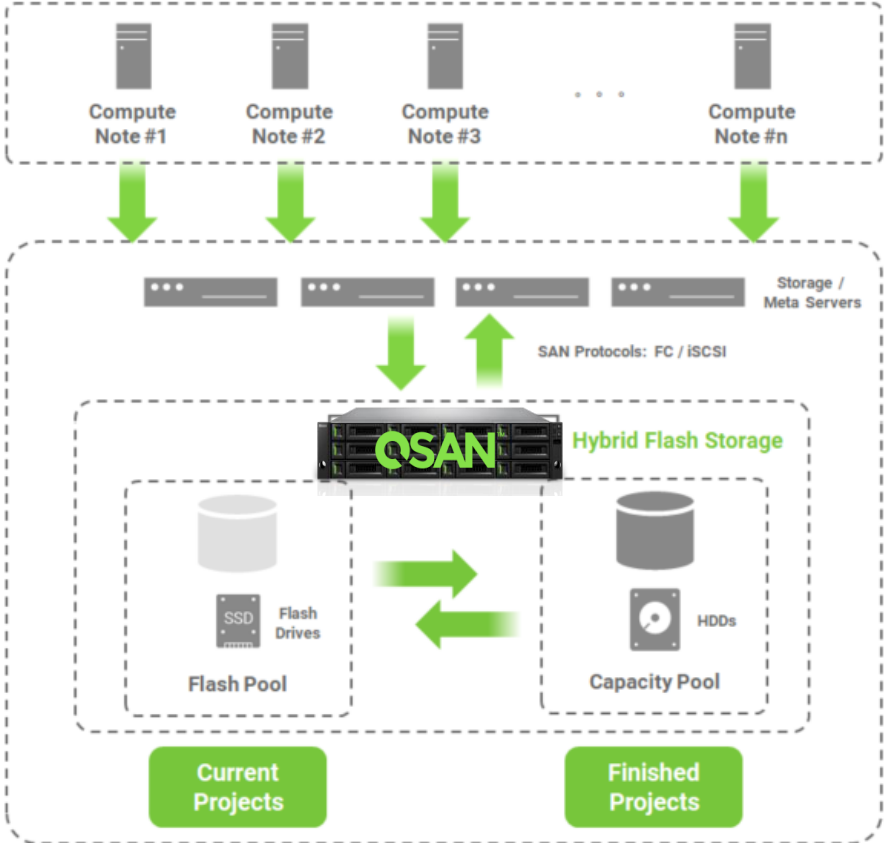 Compute
Note #1
Compute
Note #2
Compute
Note #3
. . .
Compute
Note #n
Storage /
Meta Servers
SAN Protocols: FC / iSCSI
QSAN
Hybrid Flash Storage
SSD
Flash
Drives
Flash Pool
HDDs
Capacity Pool
Current
Projects
Finished
Projects